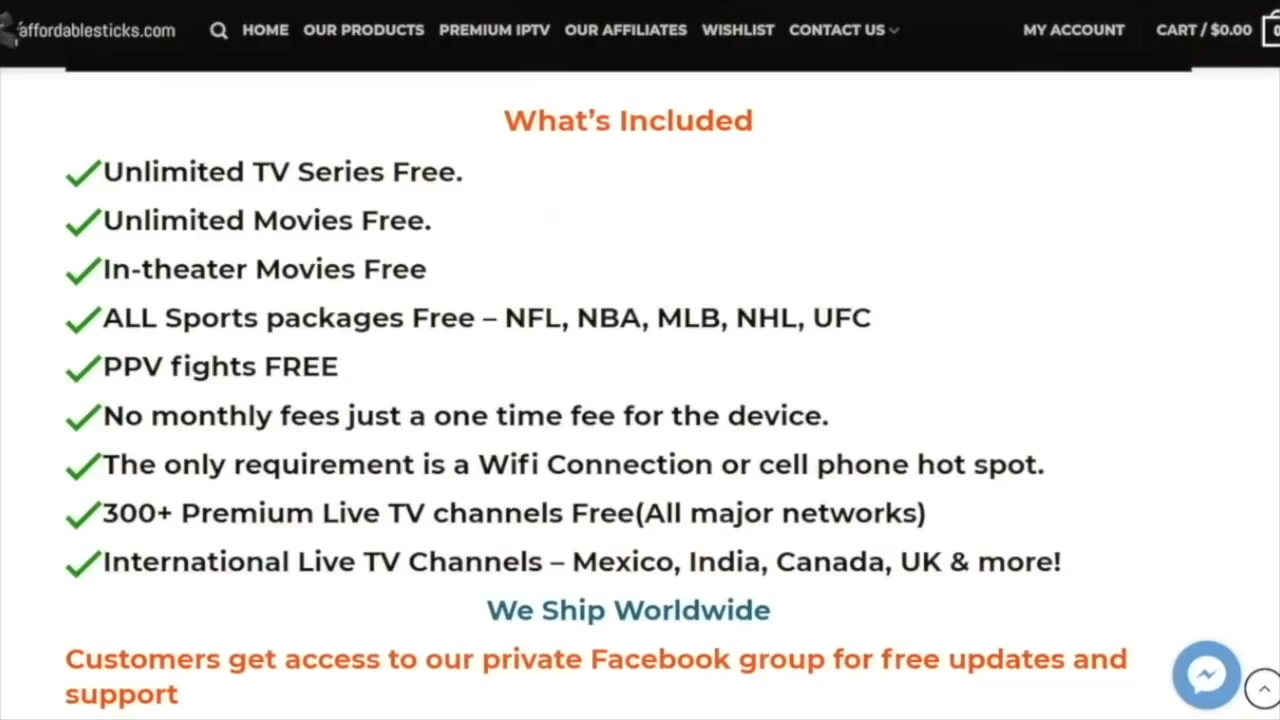 affordablesticks.com HOME OUR PRODUCTS PREMIUM IPTV OUR AFFILIATES WISHLIST CONTACT US MY ACCOUNT CART / $0.00 0
What's Included
Unlimited TV Series Free.
Unlimited Movies Free.
In-theater Movies Free
ALL Sports packages Free – NFL, NBA, MLB, NHL, UFC
PPV fights FREE
No monthly fees just a one time fee for the device.
The only requirement is a Wifi Connection or cell phone hot spot.
300+ Premium Live TV channels Free(All major networks)
International Live TV Channels – Mexico, India, Canada, UK & more!
We Ship Worldwide
Customers get access to our private Facebook group for free updates and
support